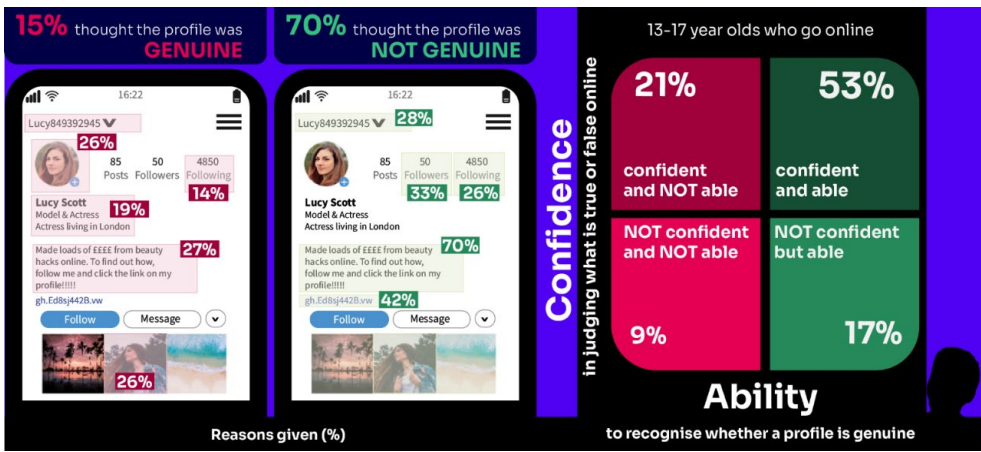 15% thought the profile was
GENUINE
16:22
Lucy849392945
26%
85 50 4850
Posts Followers Following
14%
Lucy Scott
Model & Actress
19%
Actress living in London
Made loads of ££££ from beauty
27%
hacks online. To find out how,
follow me and click the link on my
profile!!!!!
gh.Ed8sj442B.vw
Follow Message
26%
70% thought the profile was
NOT GENUINE
16:22
Lucy849392945 28%
85 50 4850
Posts Followers Following
33% 26%
Lucy Scott
Model & Actress
Actress living in London
Made loads of ££££ from beauty
70%
hacks online. To find out how,
follow me and click the link on my
profile!!!!!
gh.Ed8sj442B.vw 42%
Follow Message
Reasons given (%)
Confidence
in judging what is true or false online
13-17 year olds who go online
21% 53%
confident confident
and NOT able and able
NOT confident NOT confident
and NOT able but able
9% 17%
Ability
to recognise whether a profile is genuine